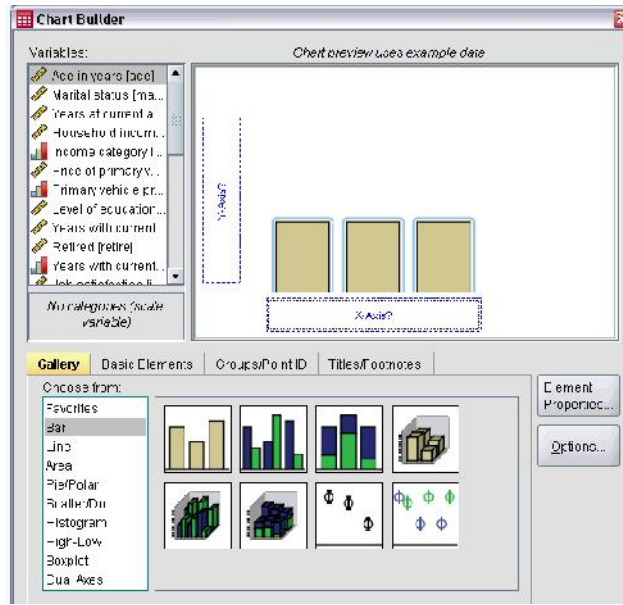 Chart Builder
Variables:
Chart preview uses example data
Age in years [age]
Marital status [ma...
Years at current a...
Household incom...
Income category i...
Price of primary v...
Primary vehicle pr...
Level of education...
Years with current...
Retired [retire]
Years with current...
Job satisfaction [j...
No categories (scale
variable)
Y-Axis?
X-Axis?
Gallery
Basic Elements
Groups/Point ID
Titles/Footnotes
Choose from:
Favorites
Bar
Line
Area
Pie/Polar
Scatter/Dot
Histogram
High-Low
Boxplot
Dual Axes
Element
Properties...
Options...